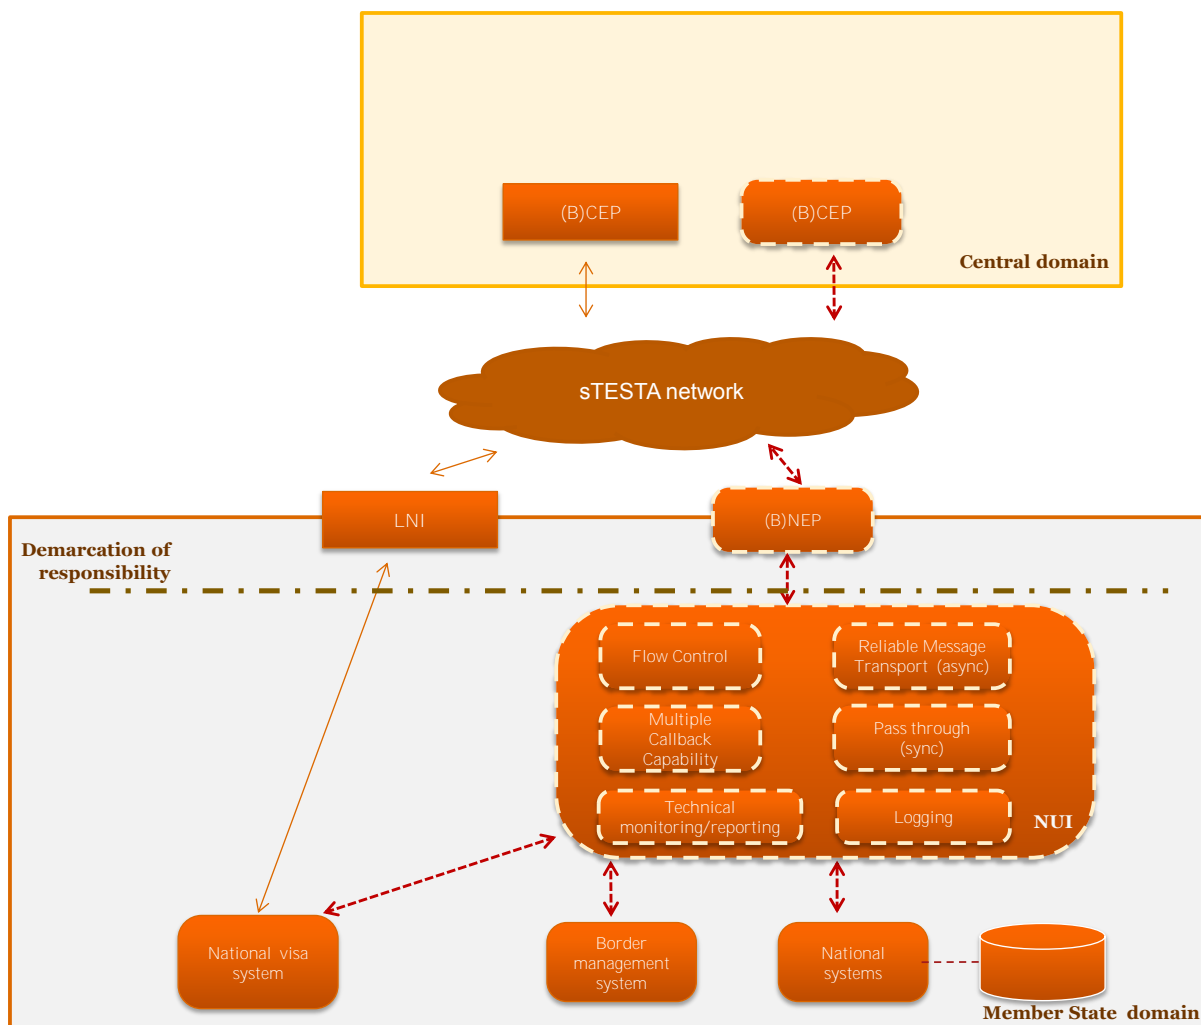 (B)CEP
(B)CEP
Central domain
sTESTA network
LNI
(B)NEP
Demarcation of
responsibility
Flow Control
Reliable Message
Transport (async)
Multiple
Callback
Capability
Pass through
(sync)
Technical
monitoring/reporting
Logging
NUI
National visa
system
Border
management
system
National
systems
Member State domain